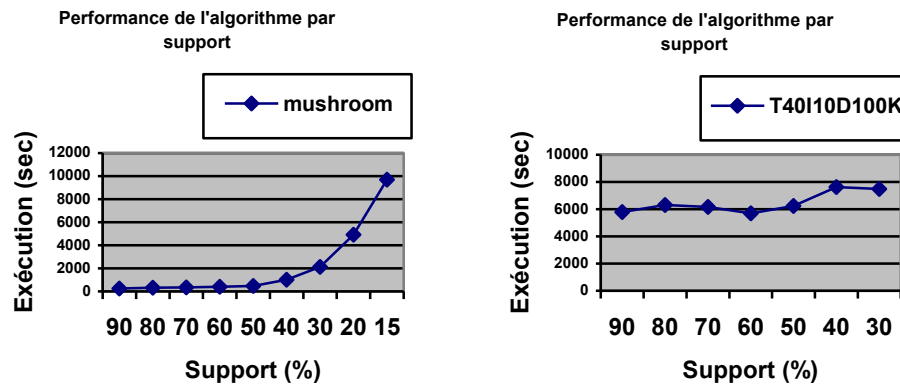 Performance de l'algorithme par
support
mushroom
Exécution (sec)
12000
10000
8000
6000
4000
2000
0
90 80 70 60 50 40 30 20 15
Support (%)
Performance de l'algorithme par
support
T40I10D100K
Exécution (sec)
10000
8000
6000
4000
2000
0
90 80 70 60 50 40 30
Support (%)